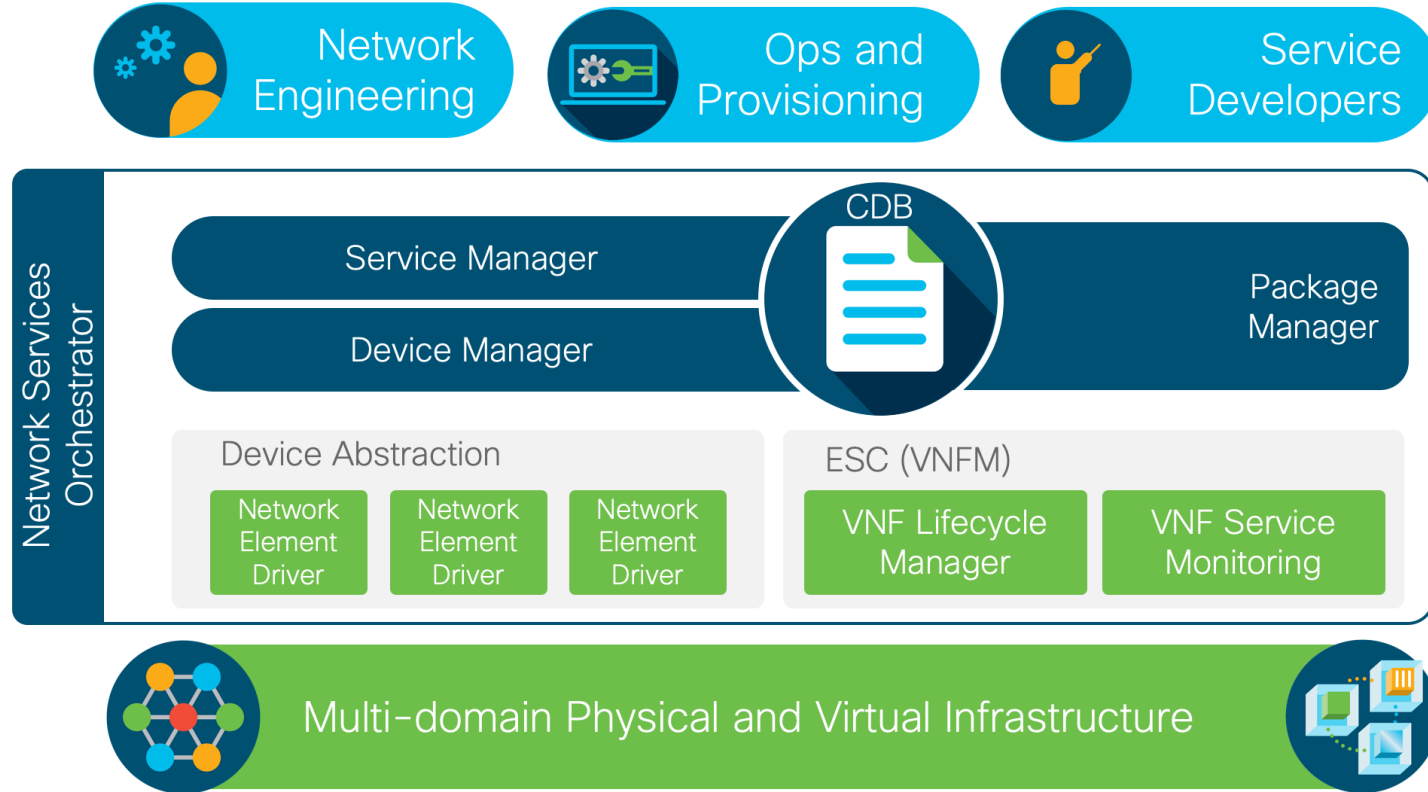 Network
Engineering
Ops and
Provisioning
Service
Developers
Network Services
Orchestrator
CDB
Service Manager
Device Manager
Package
Manager
Device Abstraction
Network
Element
Driver
Network
Element
Driver
Network
Element
Driver
ESC (VNFM)
VNF Lifecycle
Manager
VNF Service
Monitoring
Multi-domain Physical and Virtual Infrastructure